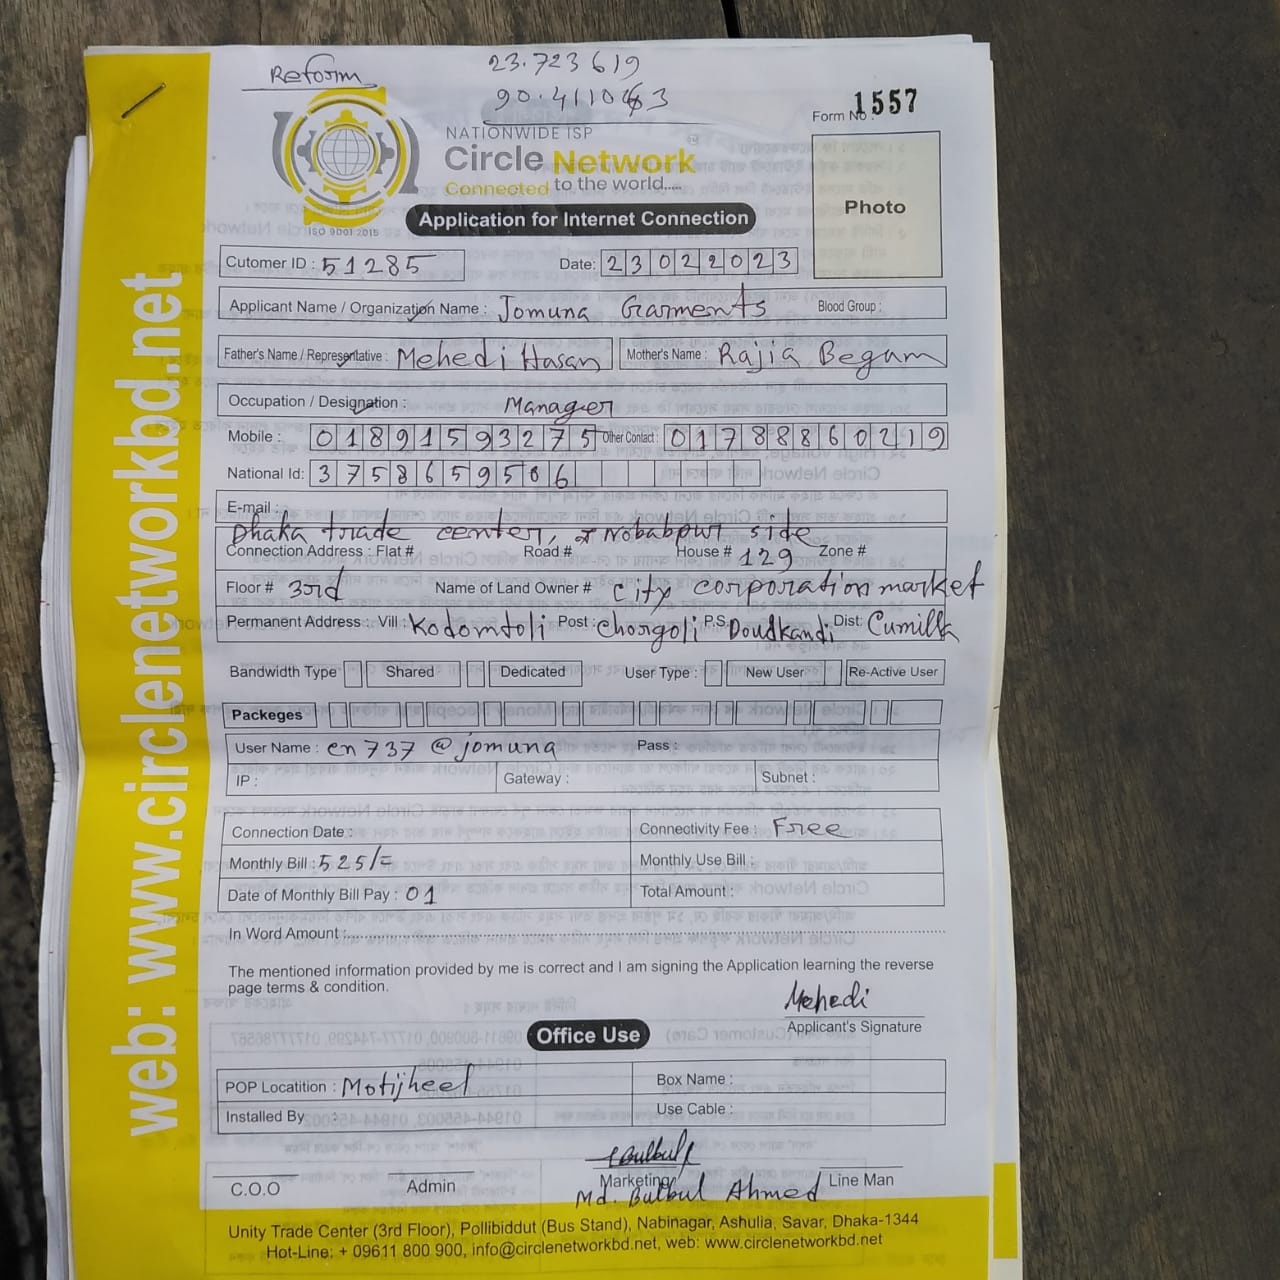 Reform
23.723619
90.4110463
Form No. 1557
NATIONWIDE ISP
Circle Network
Connected to the world....
ISO 9001 2015
Photo
Application for Internet Connection
Cutomer ID : 51285 Date: 23022023
Applicant Name / Organization Name : Jomuna Garments Blood Group :
Father's Name / Representative : Mehedi Hasan Mother's Name : Rajia Begum
Occupation / Designation : Manager
Mobile : 01891593275 Other Contact : 01788860219
National Id: 3758659506
E-mail :
Dhaka trade center, Nobabpur side
Connection Address : Flat # Road # House # 129 Zone #
Floor # 3rd Name of Land Owner # City corporation market
Permanent Address : Vill : Kodomtoli Post : Chorgoli P.S. Doudkandi Dist: Cumilla
Bandwidth Type Shared Dedicated User Type : New User Re-Active User
Packeges
User Name : cn737@jomuna Pass :
IP : Gateway : Subnet :
Connection Date : Connectivity Fee : Free
Monthly Bill : 525/= Monthly Use Bill :
Date of Monthly Bill Pay : 01 Total Amount :
In Word Amount :
The mentioned information provided by me is correct and I am signing the Application learning the reverse
page terms & condition.
Mehedi
Applicant's Signature
Office Use
POP Locatition : Motijheel Box Name :
Installed By : Use Cable :
Bulbul
C.O.O Admin Marketing Line Man
Md. Bulbul Ahmed
Unity Trade Center (3rd Floor), Pollibiddut (Bus Stand), Nabinagar, Ashulia, Savar, Dhaka-1344
Hot-Line: + 09611 800 900, info@circlenetworkbd.net, web: www.circlenetworkbd.net
web: www.circlenetworkbd.net